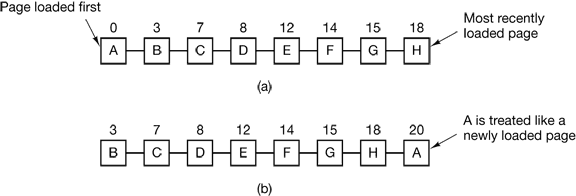 Page loaded first
0 3 7 8 12 14 15 18
Most recently
loaded page
A B C D E F G H
(a)
3 7 8 12 14 15 18 20
A is treated like a
newly loaded page
B C D E F G H A
(b)